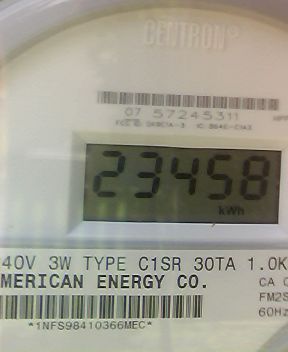 CENTRON®
07 57245311
23458
kWh
40V 3W TYPE C1SR 30TA 1.0K
MERICAN ENERGY CO.
CA
FM2S
60Hz
*1NFS98410366MEC*